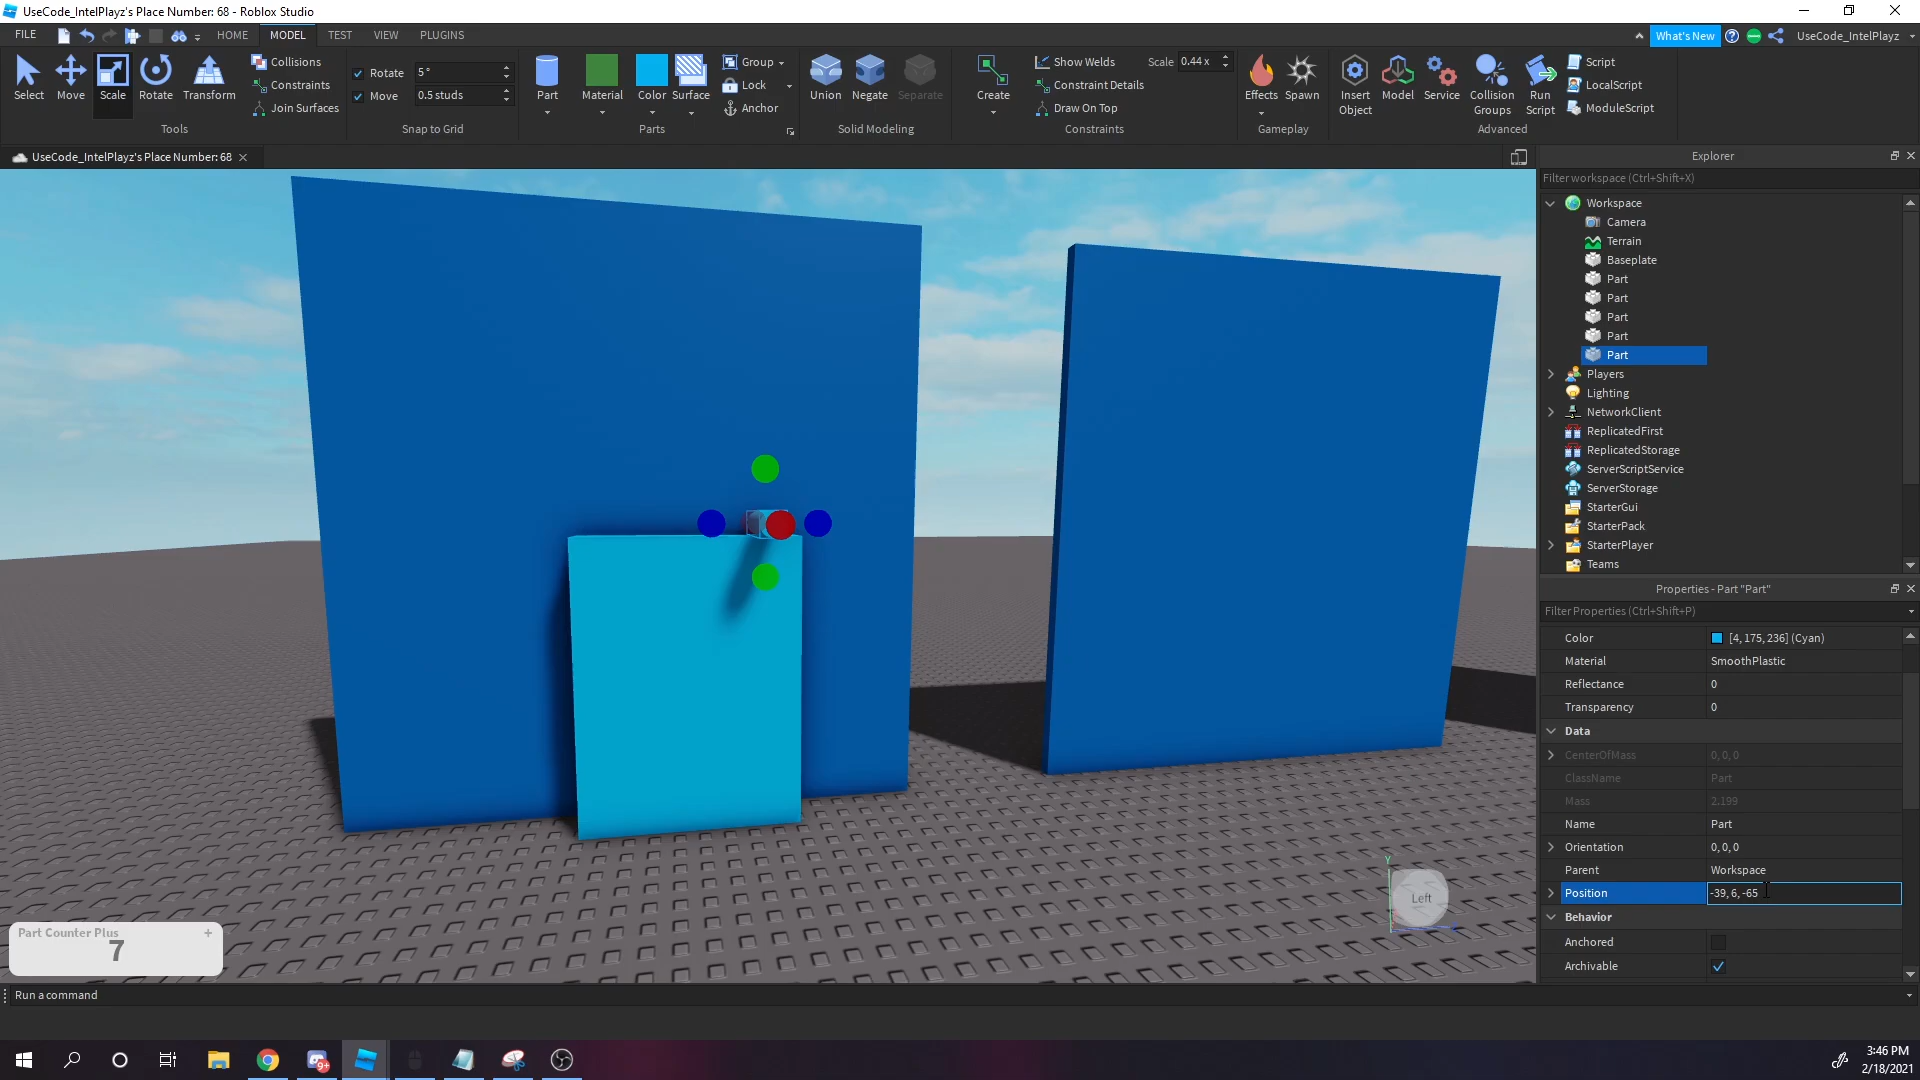 UseCode_IntelPlayz's Place Number: 68 - Roblox Studio
FILE
HOME
MODEL
TEST
VIEW
PLUGINS
What's New
UseCode_IntelPlayz
Select
Move
Scale
Rotate
Transform
Collisions
Constraints
Join Surfaces
Tools
Rotate
5 °
Move
0.5 studs
Snap to Grid
Part
Material
Color
Surface
Group
Lock
Anchor
Parts
Union
Negate
Separate
Solid Modeling
Create
Show Welds
Scale
0.44 x
Constraint Details
Draw On Top
Constraints
Effects
Spawn
Gameplay
Insert Object
Model
Service
Collision Groups
Run Script
Script
LocalScript
ModuleScript
Advanced
UseCode_IntelPlayz's Place Number: 68
Explorer
Filter workspace (Ctrl+Shift+X)
Workspace
Camera
Terrain
Baseplate
Part
Part
Part
Part
Part
Players
Lighting
NetworkClient
ReplicatedFirst
ReplicatedStorage
ServerScriptService
ServerStorage
StarterGui
StarterPack
StarterPlayer
Teams
Properties - Part "Part"
Filter Properties (Ctrl+Shift+P)
Color
[4, 175, 236] (Cyan)
Material
SmoothPlastic
Reflectance
0
Transparency
0
Data
CenterOfMass
0, 0, 0
ClassName
Part
Mass
2.199
Name
Part
Orientation
0, 0, 0
Parent
Workspace
Position
-39, 6, -65
Behavior
Anchored
Archivable
Y
Left
Part Counter Plus
+
7
Run a command
9+
3:46 PM
2/18/2021